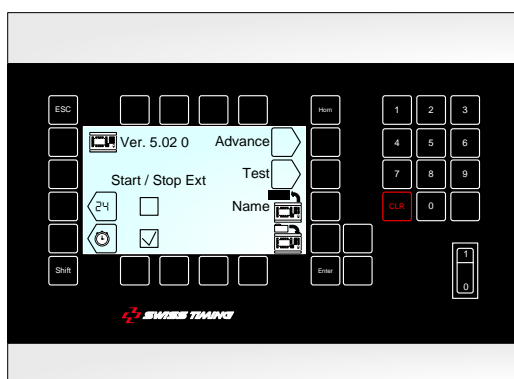 ESC
Horn
1 2 3
Ver. 5.02 0 Advance
4 5 6
Test
7 8 9
Start / Stop Ext
24
Name
CLR 0
Shift
Enter
1
0
SWISS TIMING